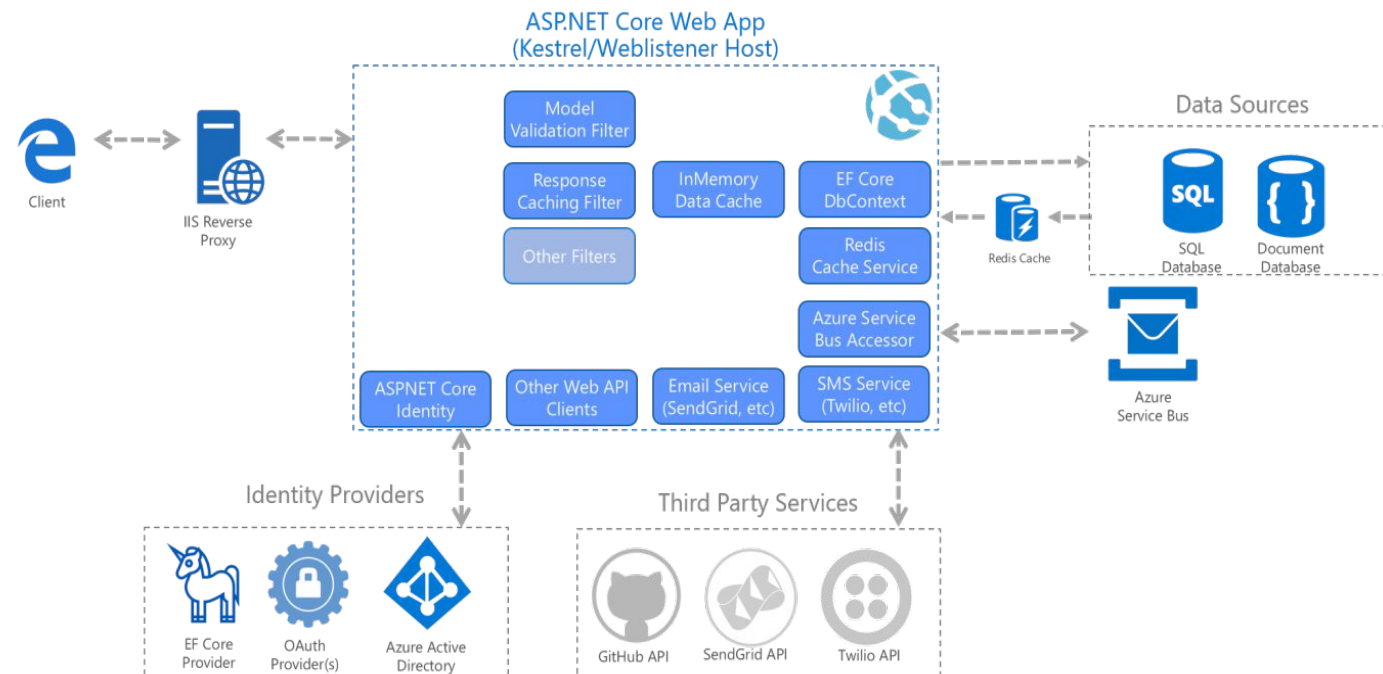 ASP.NET Core Web App
(Kestrel/Weblistener Host)
Model
Validation Filter
Data Sources
Client
IIS Reverse
Proxy
Response
Caching Filter
InMemory
Data Cache
EF Core
DbContext
SQL
{ }
SQL
Database
Document
Database
Redis Cache
Other Filters
Redis
Cache Service
Azure Service
Bus Accessor
Azure
Service Bus
ASP.NET Core
Identity
Other Web API
Clients
Email Service
(SendGrid, etc)
SMS Service
(Twilio, etc)
Identity Providers
Third Party Services
EF Core
Provider
OAuth
Provider(s)
Azure Active
Directory
GitHub API
SendGrid API
Twilio API